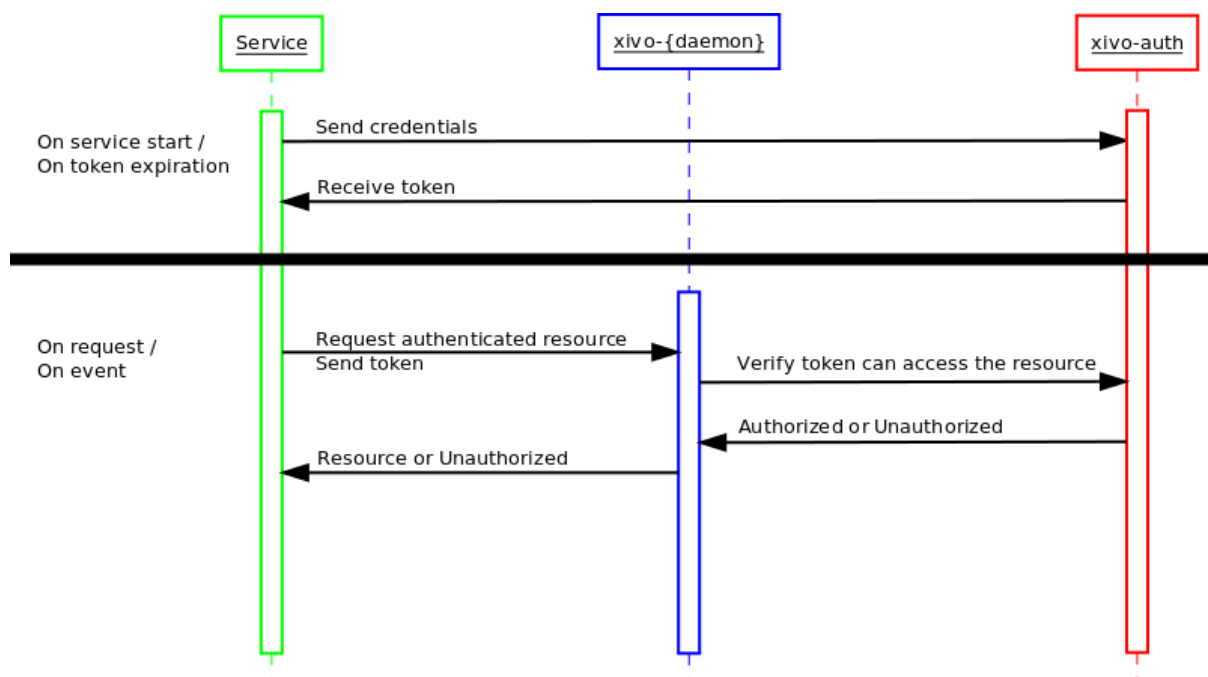 Service
xivo-{daemon}
xivo-auth
On service start /
On token expiration
Send credentials
Receive token
On request /
On event
Request authenticated resource
Send token
Verify token can access the resource
Authorized or Unauthorized
Resource or Unauthorized